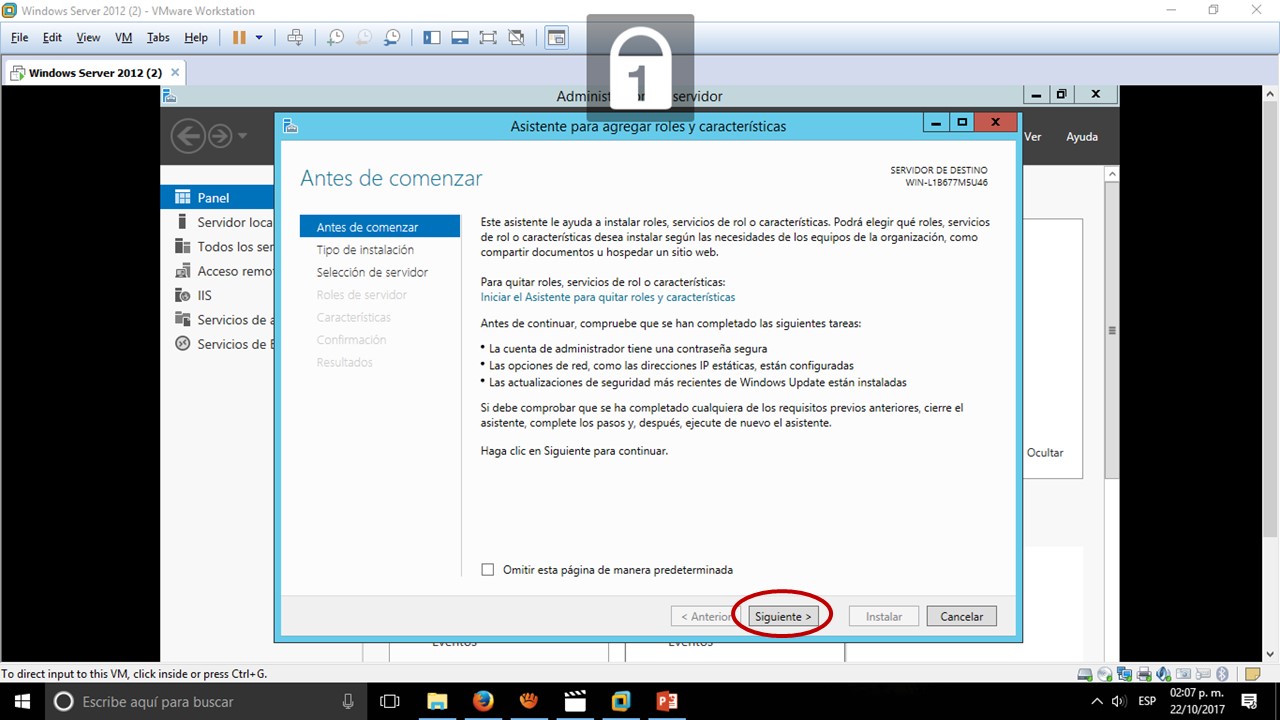 Windows Server 2012 (2) - VMware Workstation
File Edit View VM Tabs Help
1
Windows Server 2012 (2)
servidor
Asistente para agregar roles y características
Ver Ayuda
Antes de comenzar
SERVIDOR DE DESTINO
WIN-L1B677M5U46
Panel
Servidor loca
Todos los ser
Acceso remo
IIS
Servicios de a
Servicios de E
Antes de comenzar
Tipo de instalación
Selección de servidor
Roles de servidor
Características
Confirmación
Resultados
Este asistente le ayuda a instalar roles, servicios de rol o características. Podrá elegir qué roles, servicios
de rol o características desea instalar según las necesidades de los equipos de la organización, como
compartir documentos u hospedar un sitio web.
Para quitar roles, servicios de rol o características:
Iniciar el Asistente para quitar roles y características
Antes de continuar, compruebe que se han completado las siguientes tareas:
• La cuenta de administrador tiene una contraseña segura
• Las opciones de red, como las direcciones IP estáticas, están configuradas
• Las actualizaciones de seguridad más recientes de Windows Update están instaladas
Si debe comprobar que se ha completado cualquiera de los requisitos previos anteriores, cierre el
asistente, complete los pasos y, después, ejecute de nuevo el asistente.
Haga clic en Siguiente para continuar.
Ocultar
Omitir esta página de manera predeterminada
< Anterior Siguiente > Instalar Cancelar
Eventos Eventos
To direct input to this VM, click inside or press Ctrl+G.
Escribe aquí para buscar
ESP
02:07 p. m.
22/10/2017